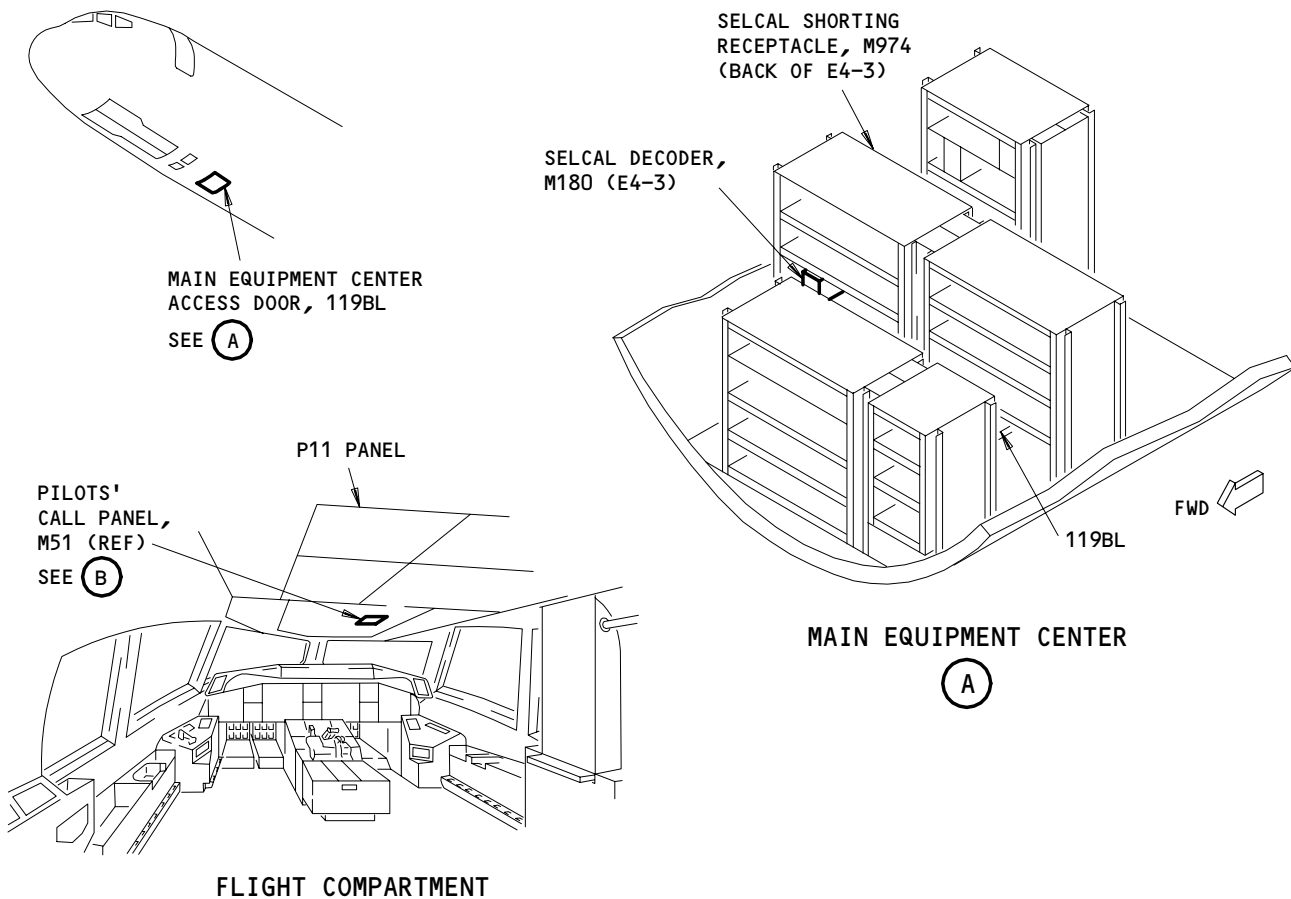 SELCAL SHORTING
RECEPTACLE, M974
(BACK OF E4-3)
SELCAL DECODER,
M180 (E4-3)
MAIN EQUIPMENT CENTER
ACCESS DOOR, 119BL
SEE A
P11 PANEL
PILOTS'
CALL PANEL,
M51 (REF)
SEE B
FWD
119BL
MAIN EQUIPMENT CENTER
A
FLIGHT COMPARTMENT